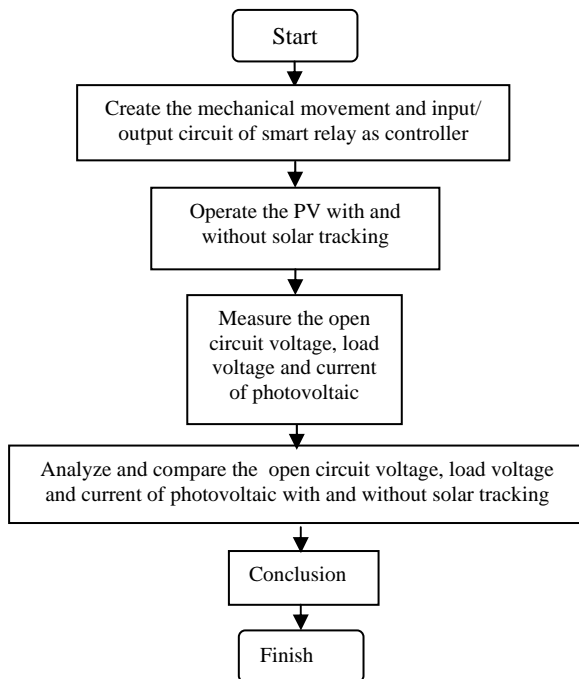 Start
Create the mechanical movement and input/
output circuit of smart relay as controller
Operate the PV with and
without solar tracking
Measure the open
circuit voltage, load
voltage and current
of photovoltaic
Analyze and compare the open circuit voltage, load voltage
and current of photovoltaic with and without solar tracking
Conclusion
Finish